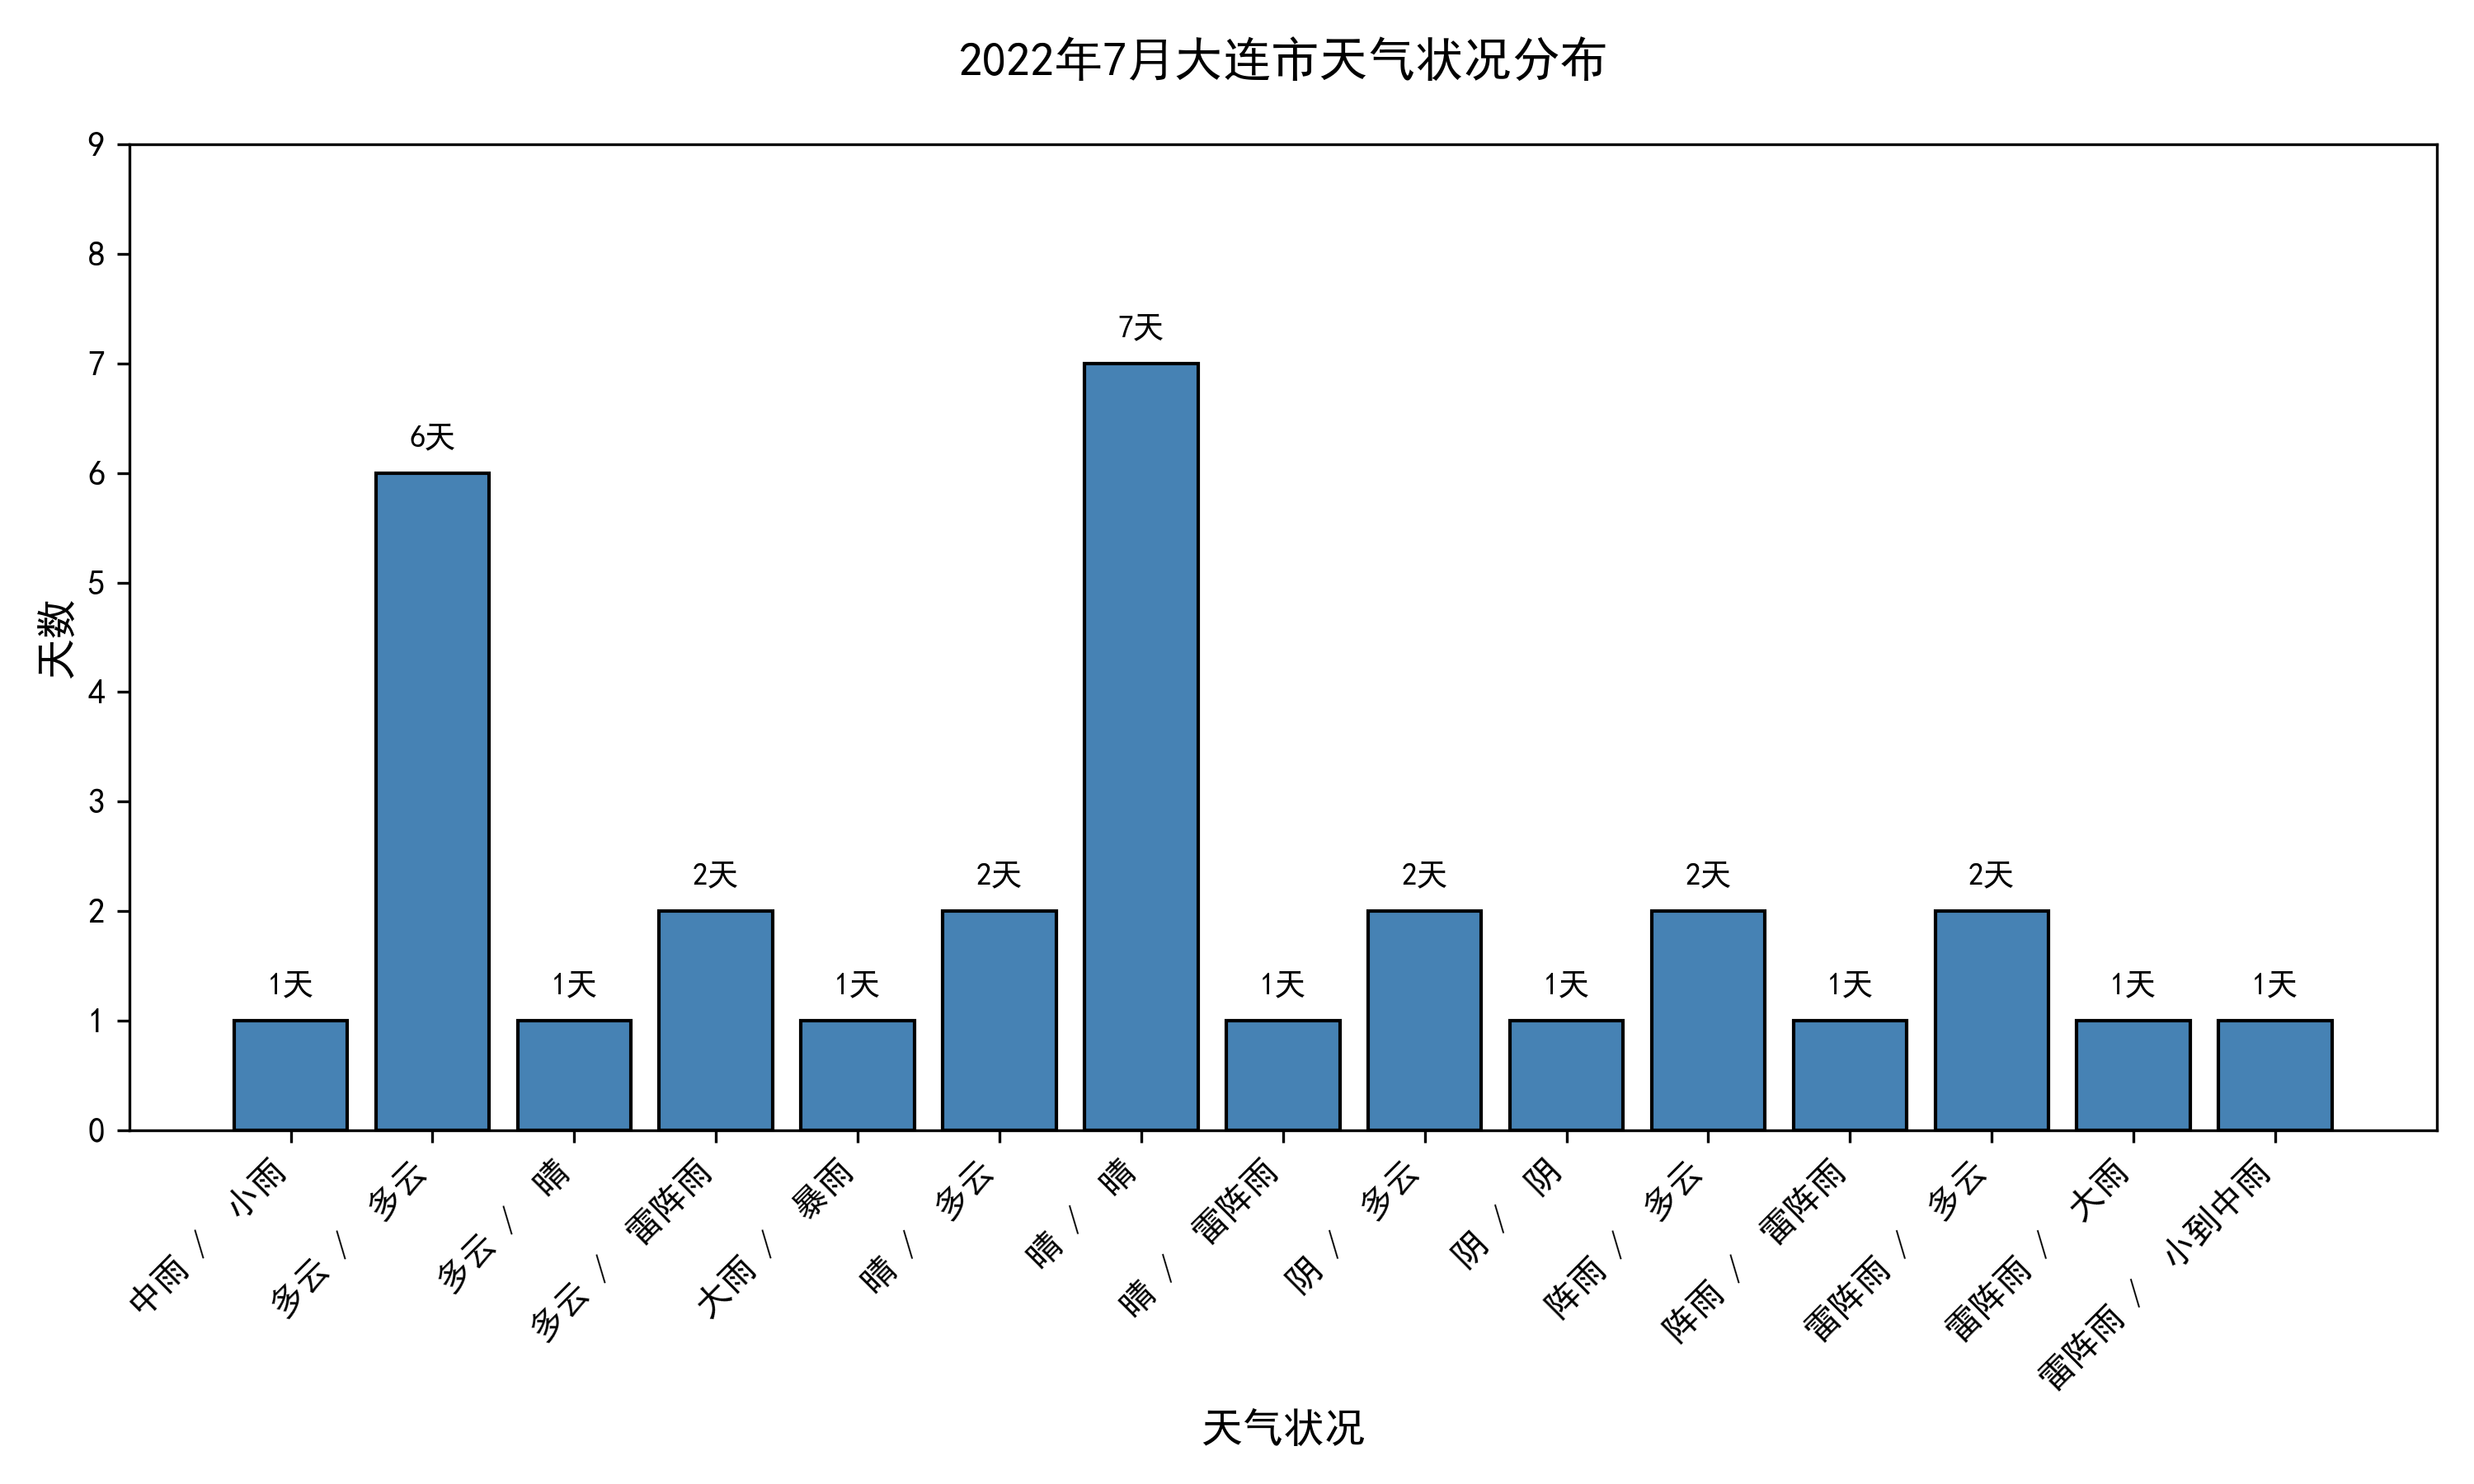 2022年7月大连市天气状况分布
天数
9
8
7
6
5
4
3
2
1
0
1天
6天
1天
2天
1天
2天
7天
1天
2天
1天
2天
1天
2天
1天
1天
中雨 / 小雨
多云 / 多云
多云 / 晴
多云 / 雷阵雨
大雨 / 暴雨
晴 / 多云
晴 / 晴
晴 / 雷阵雨
阴 / 多云
阴 / 阴
阵雨 / 多云
阵雨 / 雷阵雨
雷阵雨 / 多云
雷阵雨 / 大雨
雷阵雨 / 小到中雨
天气状况